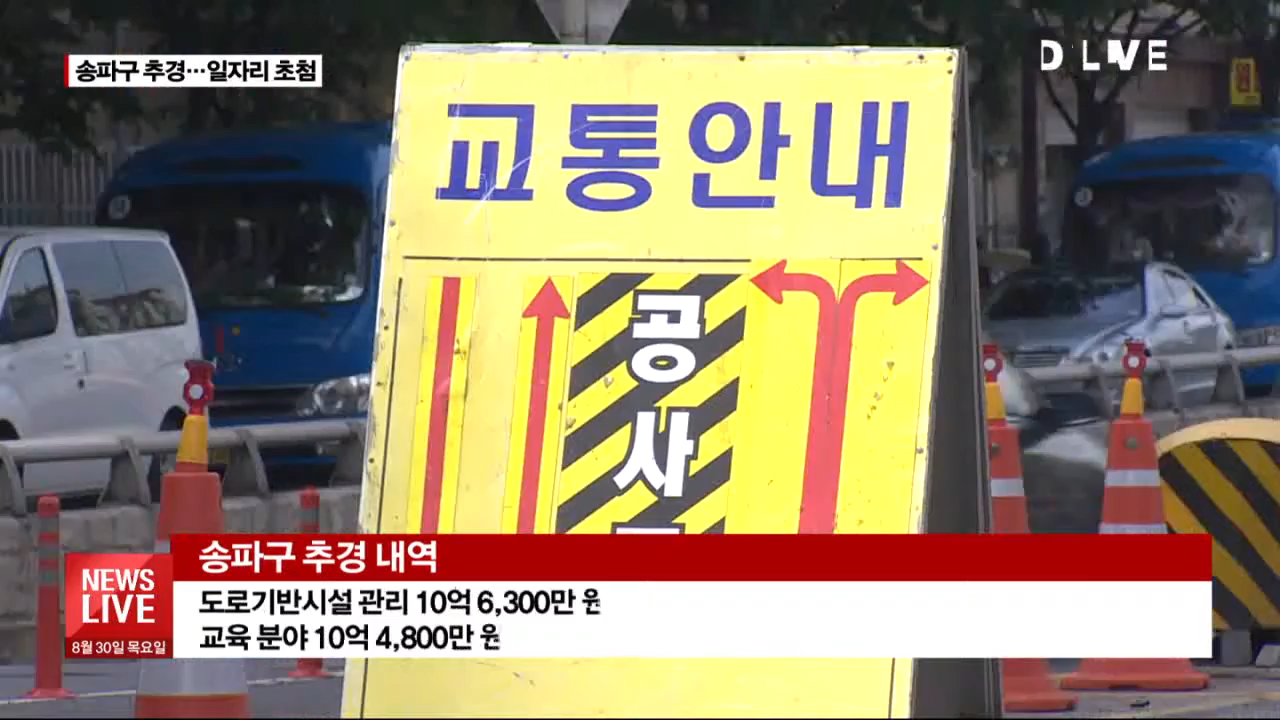 송파구 추경…일자리 초첨
D LIVE
교통안내
공사
송파구 추경 내역
NEWS
LIVE
8월 30일 목요일
도로기반시설 관리 10억 6,300만 원
교육 분야 10억 4,800만 원